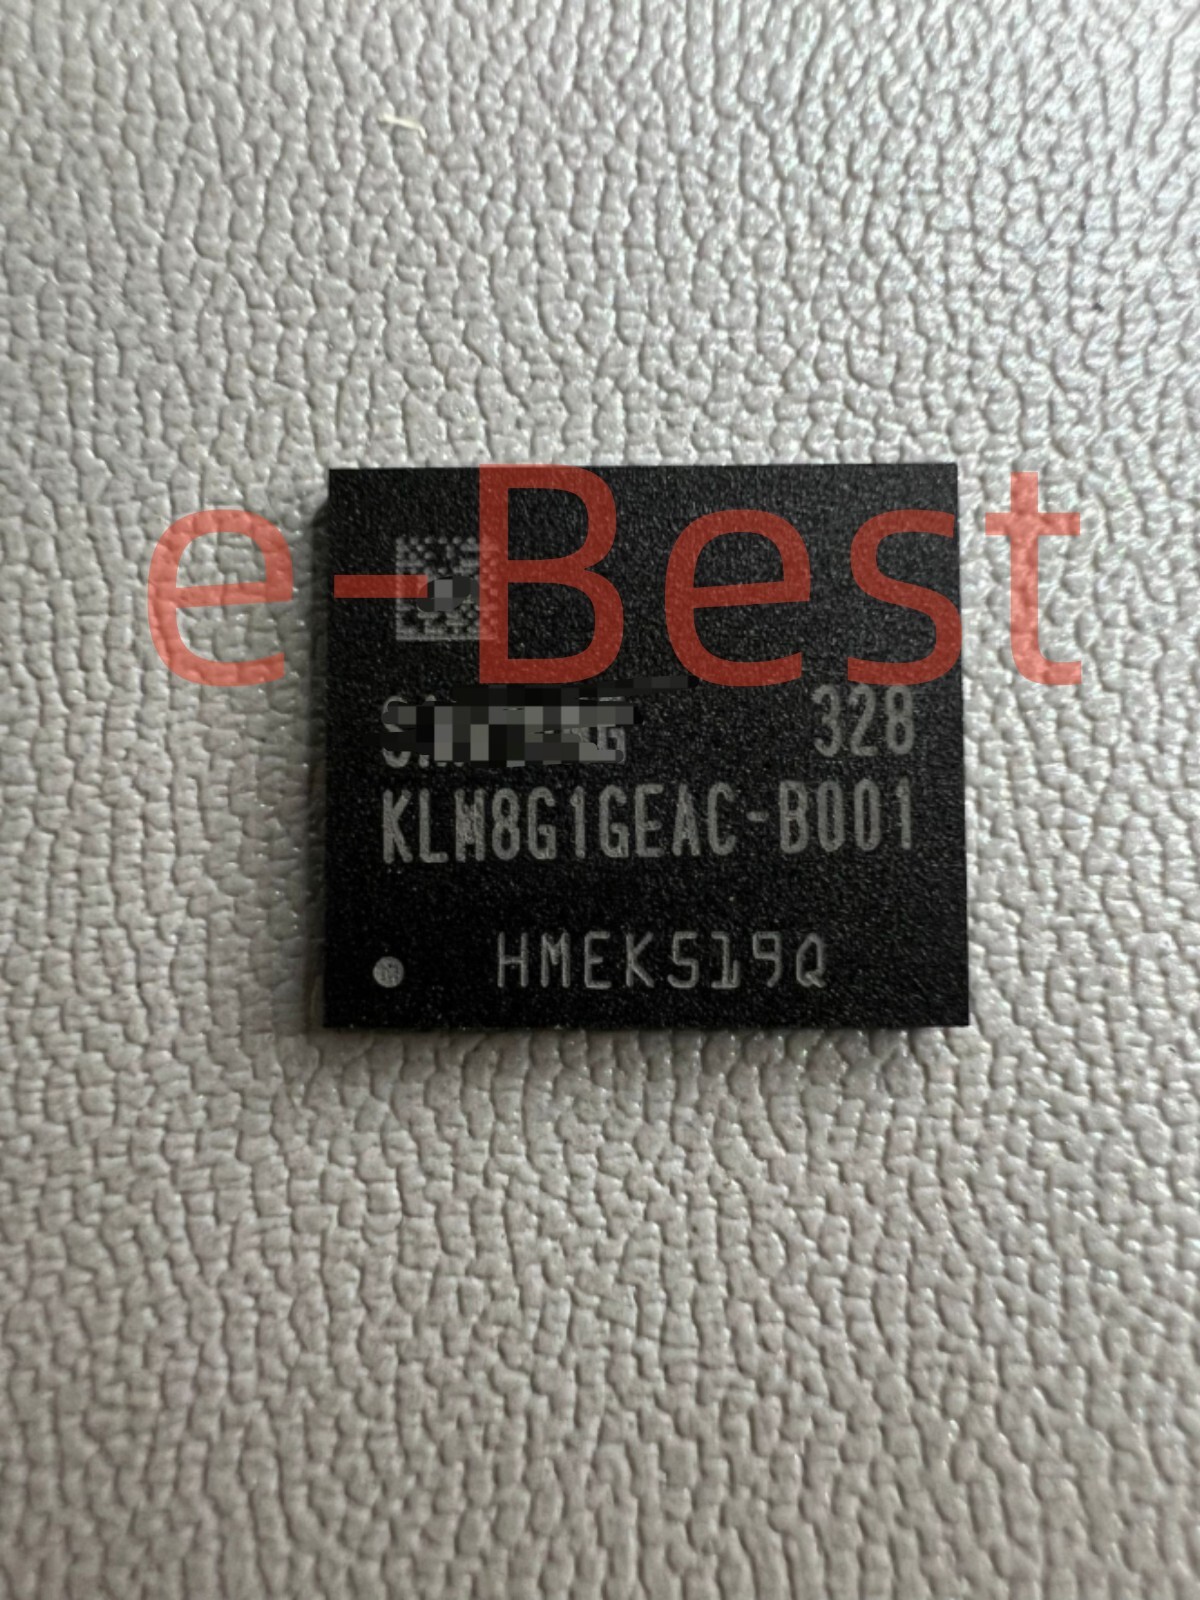 e-Best
328
KLM8G1GEAC-B001
HMEK519Q